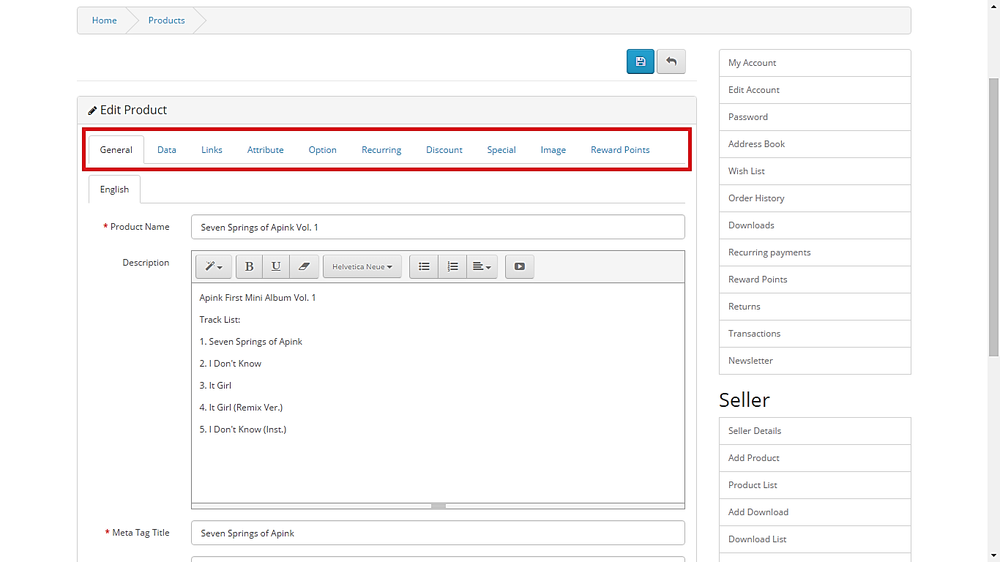 Home Products
Edit Product
General Data Links Attribute Option Recurring Discount Special Image Reward Points
English
* Product Name Seven Springs of Apink Vol. 1
Description
B U Helvetica Neue
Apink First Mini Album Vol. 1
Track List:
1. Seven Springs of Apink
2. I Don't Know
3. It Girl
4. It Girl (Remix Ver.)
5. I Don't Know (Inst.)
* Meta Tag Title Seven Springs of Apink
My Account
Edit Account
Password
Address Book
Wish List
Order History
Downloads
Recurring payments
Reward Points
Returns
Transactions
Newsletter
Seller
Seller Details
Add Product
Product List
Add Download
Download List